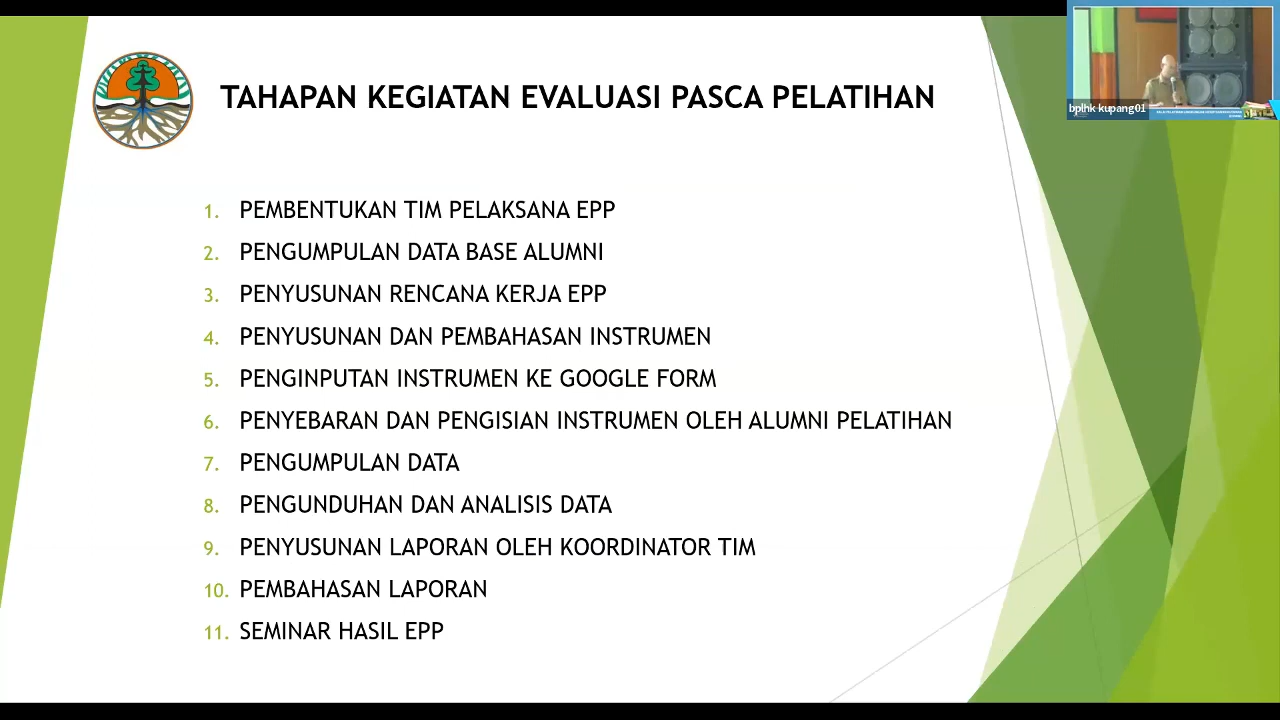 TAHAPAN KEGIATAN EVALUASI PASCA PELATIHAN
bplhk kupang01
1. PEMBENTUKAN TIM PELAKSANA EPP
2. PENGUMPULAN DATA BASE ALUMNI
3. PENYUSUNAN RENCANA KERJA EPP
4. PENYUSUNAN DAN PEMBAHASAN INSTRUMEN
5. PENGINPUTAN INSTRUMEN KE GOOGLE FORM
6. PENYEBARAN DAN PENGISIAN INSTRUMEN OLEH ALUMNI PELATIHAN
7. PENGUMPULAN DATA
8. PENGUNDUHAN DAN ANALISIS DATA
9. PENYUSUNAN LAPORAN OLEH KOORDINATOR TIM
10. PEMBAHASAN LAPORAN
11. SEMINAR HASIL EPP